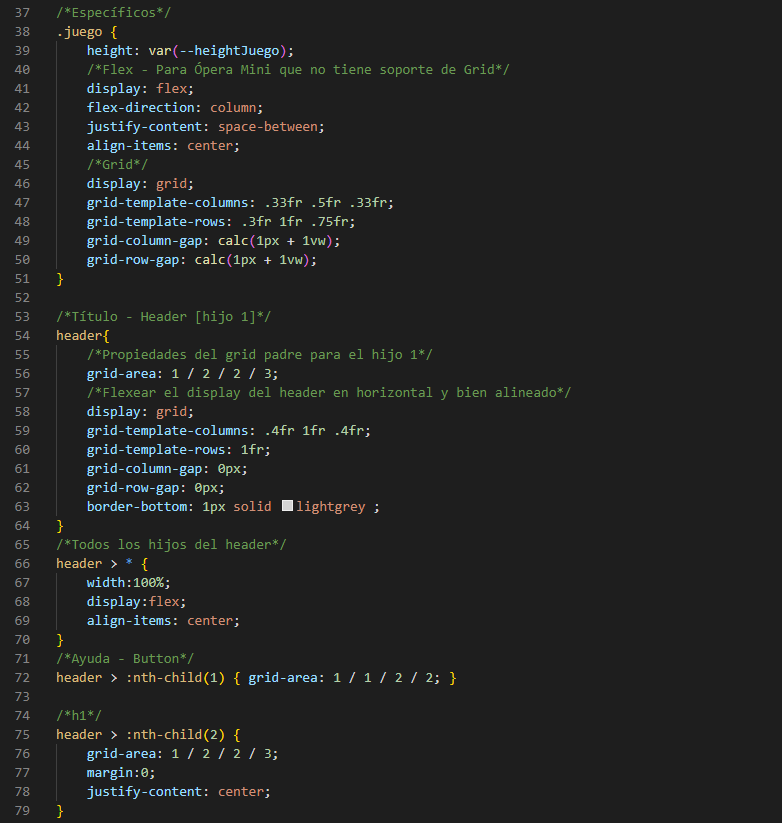 37 /*Específicos*/
38 .juego {
39     height: var(--heightJuego);
40     /*Flex - Para Ópera Mini que no tiene soporte de Grid*/
41     display: flex;
42     flex-direction: column;
43     justify-content: space-between;
44     align-items: center;
45     /*Grid*/
46     display: grid;
47     grid-template-columns: .33fr .5fr .33fr;
48     grid-template-rows: .3fr 1fr .75fr;
49     grid-column-gap: calc(1px + 1vw);
50     grid-row-gap: calc(1px + 1vw);
51 }
52
53 /*Título - Header [hijo 1]*/
54 header{
55     /*Propiedades del grid padre para el hijo 1*/
56     grid-area: 1 / 2 / 2 / 3;
57     /*Flexear el display del header en horizontal y bien alineado*/
58     display: grid;
59     grid-template-columns: .4fr 1fr .4fr;
60     grid-template-rows: 1fr;
61     grid-column-gap: 0px;
62     grid-row-gap: 0px;
63     border-bottom: 1px solid lightgrey ;
64 }
65 /*Todos los hijos del header*/
66 header > * {
67     width:100%;
68     display:flex;
69     align-items: center;
70 }
71 /*Ayuda - Button*/
72 header > :nth-child(1) { grid-area: 1 / 1 / 2 / 2; }
73
74 /*h1*/
75 header > :nth-child(2) {
76     grid-area: 1 / 2 / 2 / 3;
77     margin:0;
78     justify-content: center;
79 }